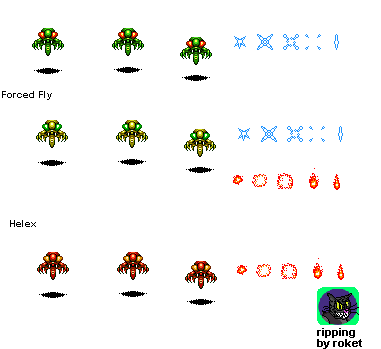 Forced Fly
Helex
ripping
by roket